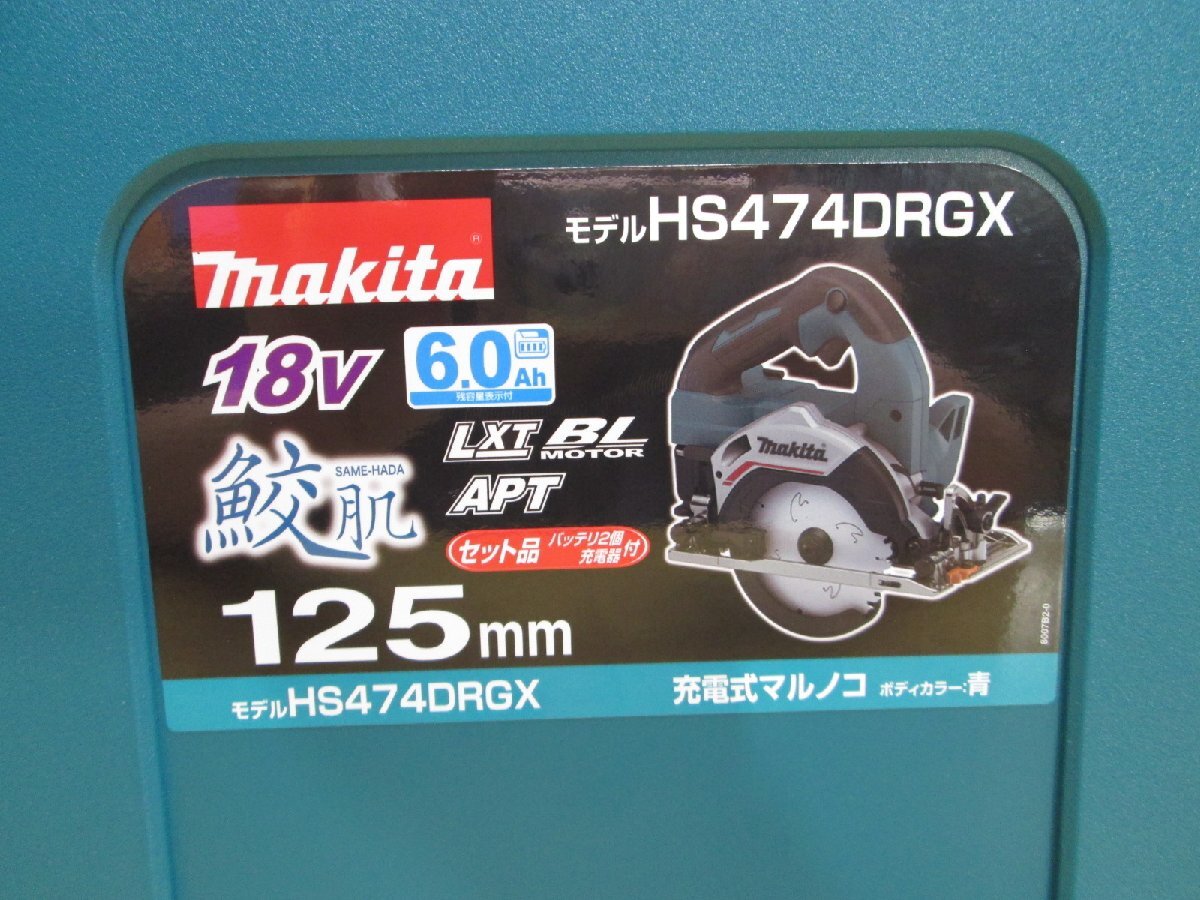 makita®
モデルHS474DRGX
18V
6.0Ah
残容量表示付
LXT BL MOTOR
APT
SAME-HADA
鮫肌
セット品 バッテリ2個 充電器付
125mm
makita
6007B2-0
モデルHS474DRGX
充電式マルノコ ボディカラー:青